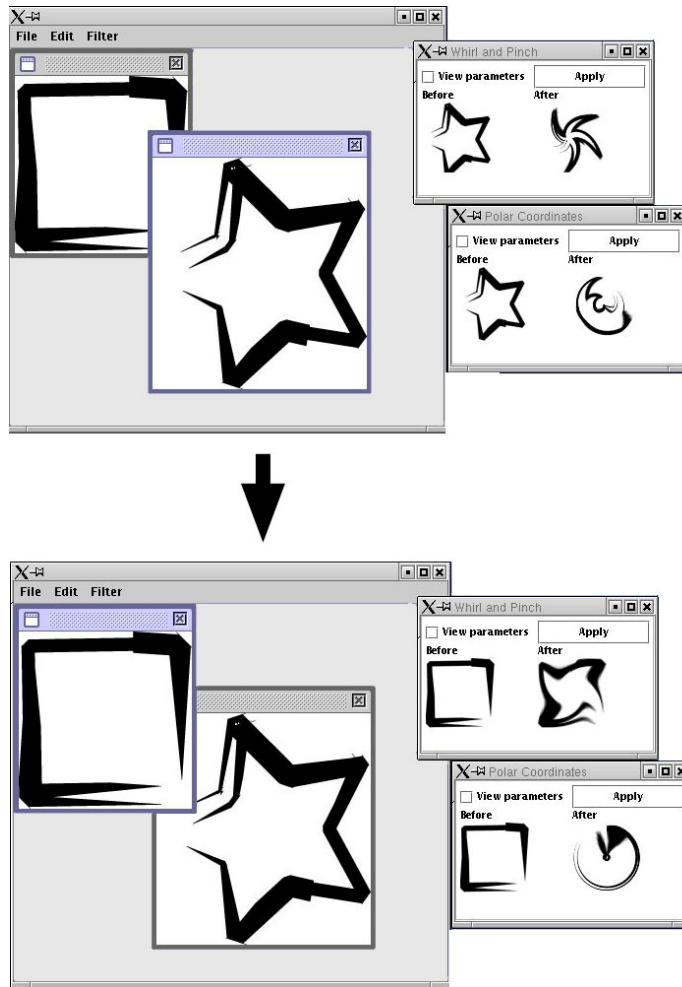 X
File Edit Filter
X Whirl and Pinch
View parameters Apply
Before After
X Polar Coordinates
View parameters Apply
Before After
X
File Edit Filter
X Whirl and Pinch
View parameters Apply
Before After
X Polar Coordinates
View parameters Apply
Before After